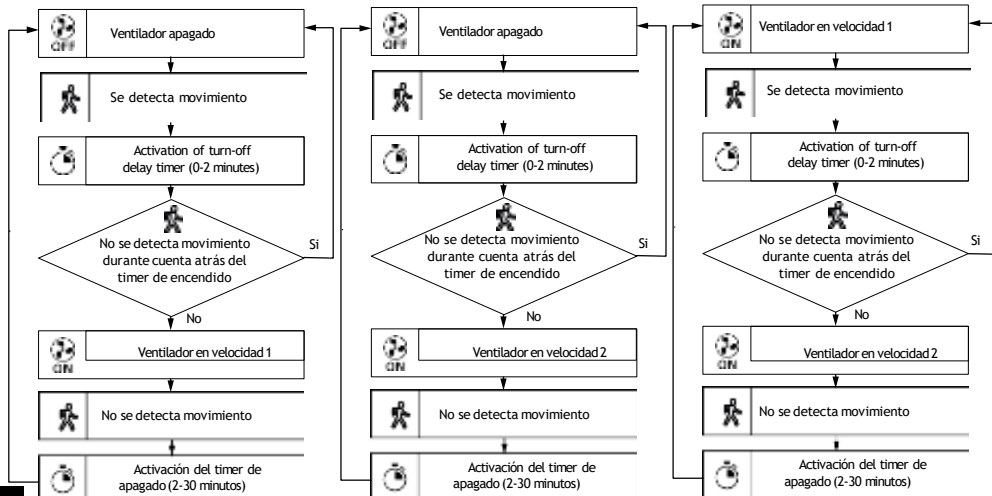 OFF
Ventilador apagado
Se detecta movimiento
Activation of turn-off
delay timer (0-2 minutes)
No se detecta movimiento
durante cuenta atrás del
timer de encendido
Si
No
ON
Ventilador en velocidad 1
No se detecta movimiento
Activación del timer de
apagado (2-30 minutos)
OFF
Ventilador apagado
Se detecta movimiento
Activation of turn-off
delay timer (0-2 minutes)
No se detecta movimiento
durante cuenta atrás del
timer de encendido
Si
No
ON
Ventilador en velocidad 2
No se detecta movimiento
Activación del timer de
apagado (2-30 minutos)
ON
Ventilador en velocidad 1
Se detecta movimiento
Activation of turn-off
delay timer (0-2 minutes)
No se detecta movimiento
durante cuenta atrás del
timer de encendido
Si
No
ON
Ventilador en velocidad 2
No se detecta movimiento
Activación del timer de
apagado (2-30 minutos)